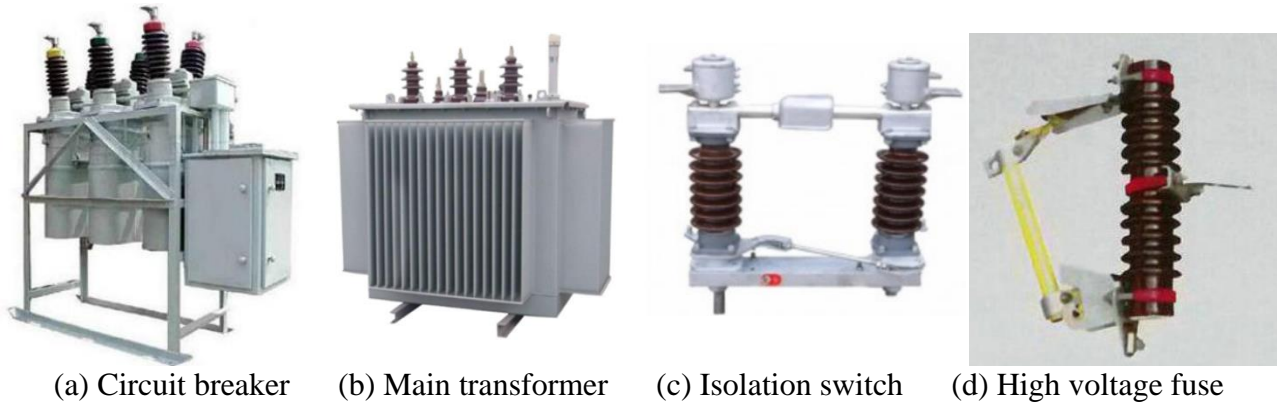 (a) Circuit breaker (b) Main transformer (c) Isolation switch (d) High voltage fuse